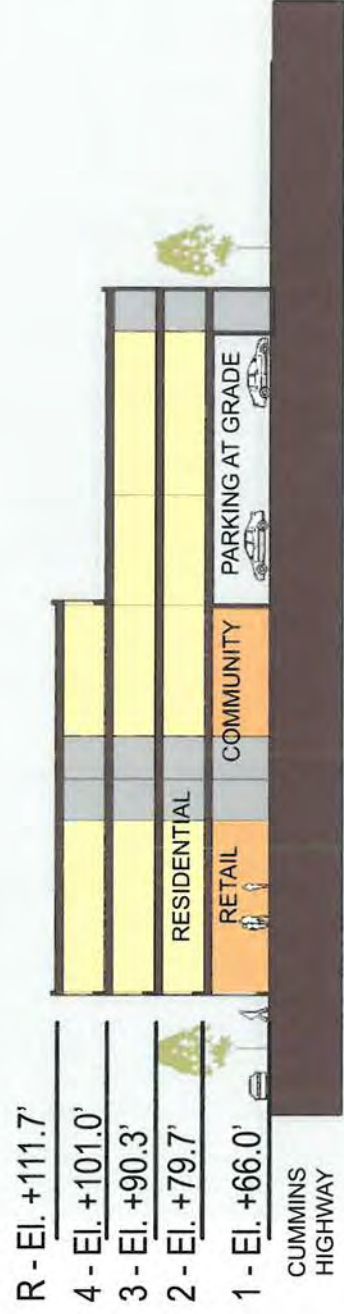 R - El. +111.7'
4 - El. +101.0'
3 - El. +90.3'
2 - El. +79.7'
1 - El. +66.0'
CUMMINS
HIGHWAY
RESIDENTIAL
RETAIL
COMMUNITY
PARKING AT GRADE